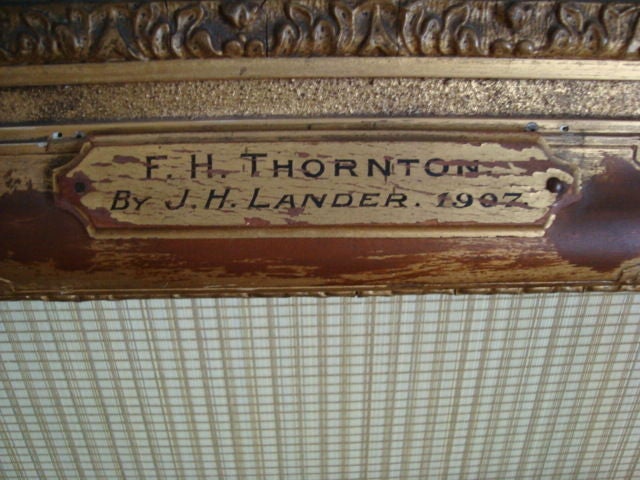 F. H. THORNTON.
BY J. H. LANDER. 1907.